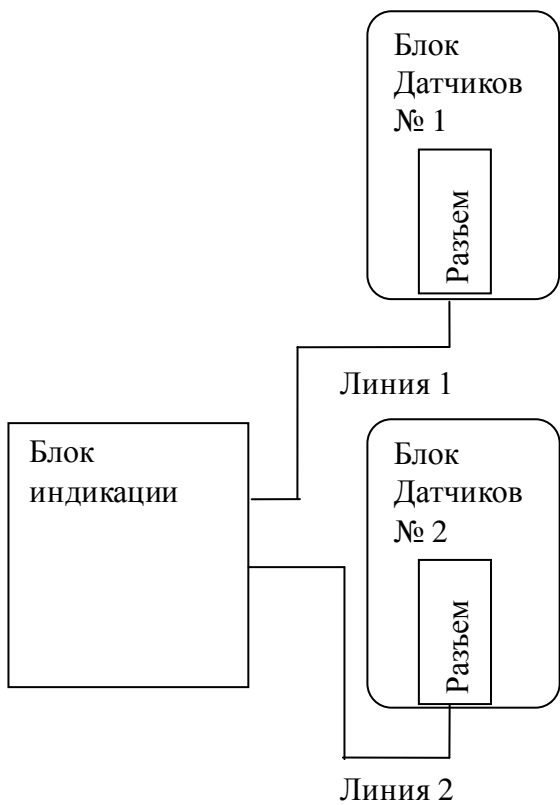 Блок
Датчиков
№ 1
Разъем
Линия 1
Блок
индикации
Блок
Датчиков
№ 2
Разъем
Линия 2